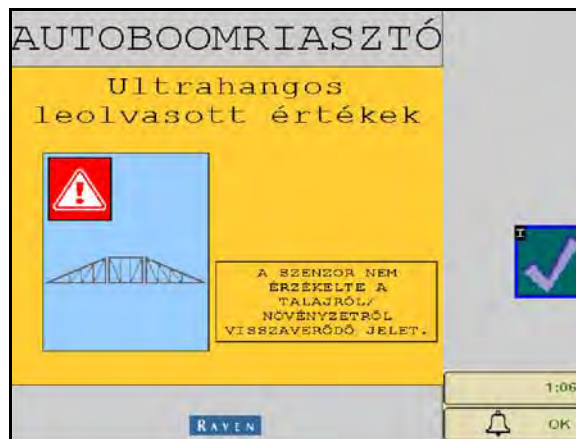 AUTOBOOMRIASZTÓ
Ultrahangos
leolvasott értékek
A SZENZOR NEM
ÉRZÉKELTE A
TALAJRÓL/
NÖVÉNYZETRŐL
VISSZAVERŐDŐ JELET.
I
1:06
RAVEN
OK